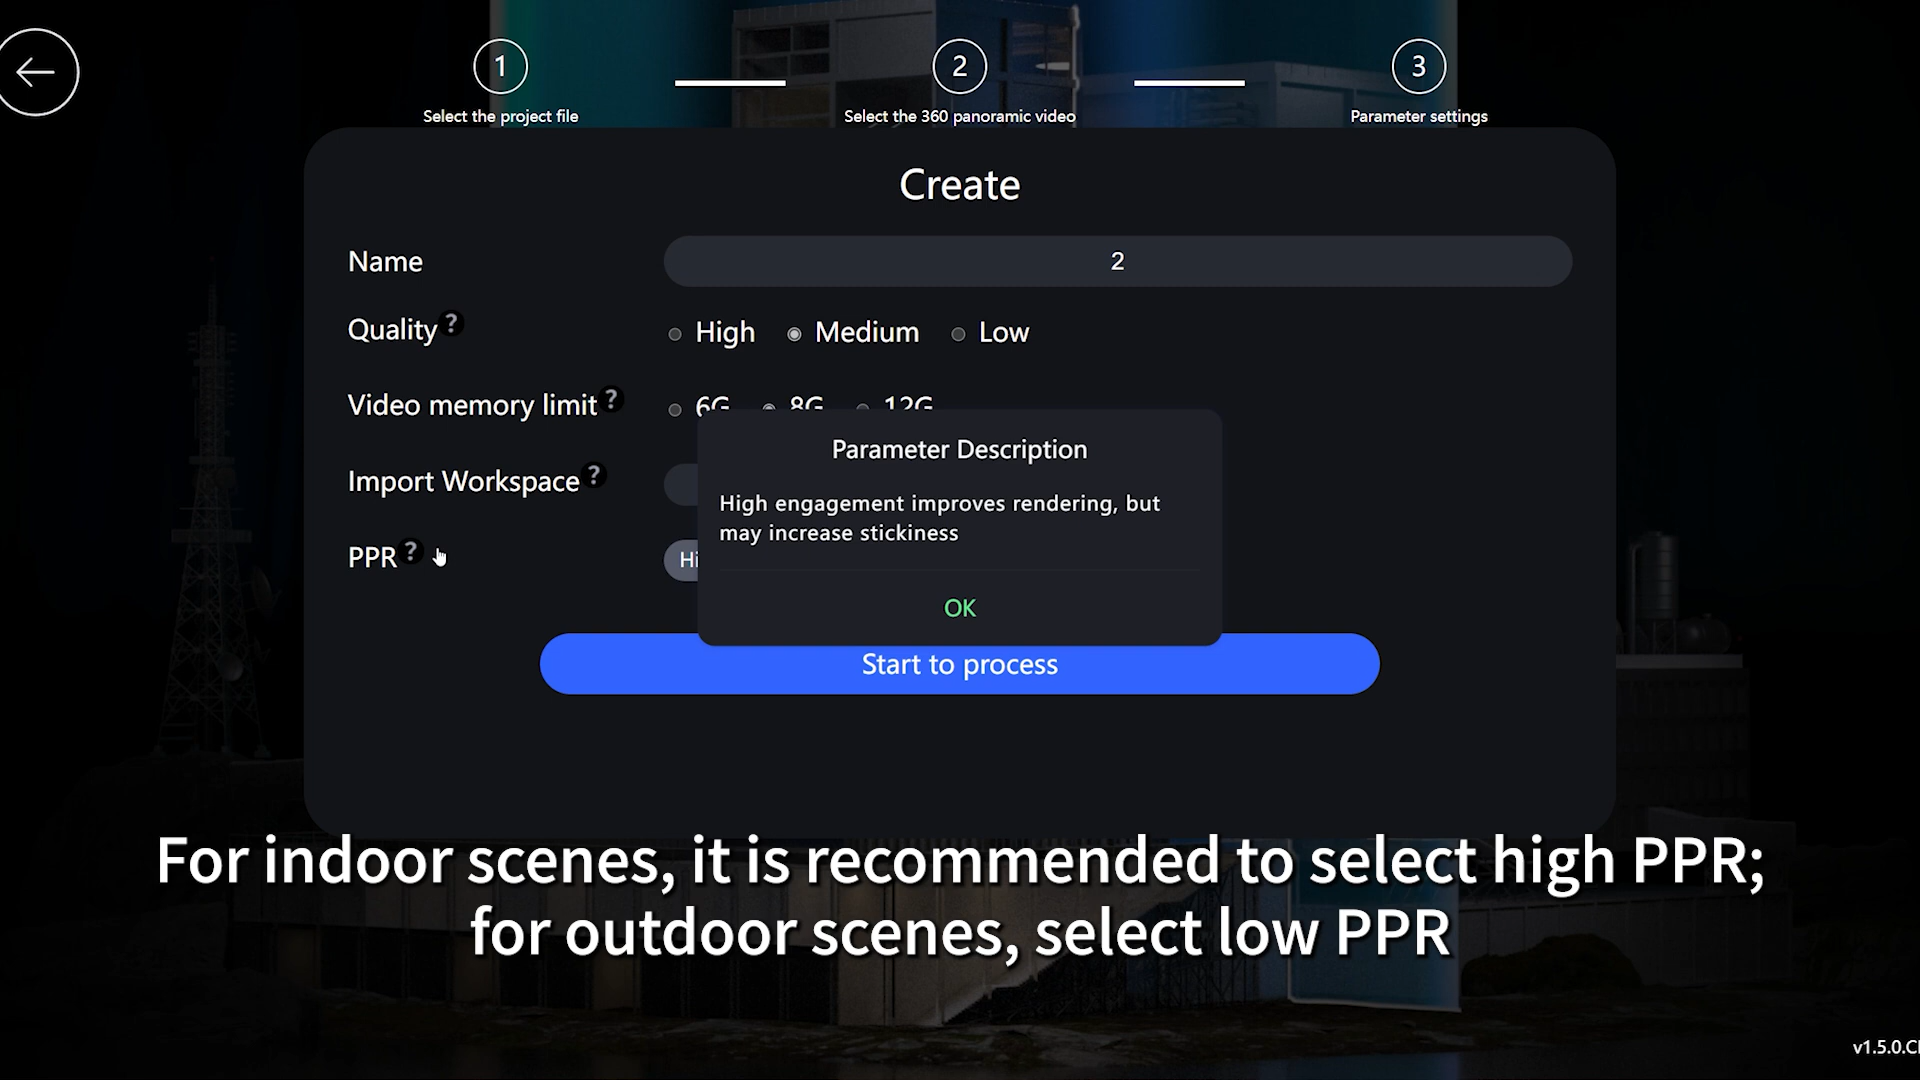 1
2
3
Select the project file
Select the 360 panoramic video
Parameter settings
Create
Name
2
Quality ?
High
Medium
Low
Video memory limit ?
6G
8G
12G
Import Workspace ?
PPR ?
Parameter Description
High engagement improves rendering, but
may increase stickiness
OK
Start to process
For indoor scenes, it is recommended to select high PPR;
for outdoor scenes, select low PPR